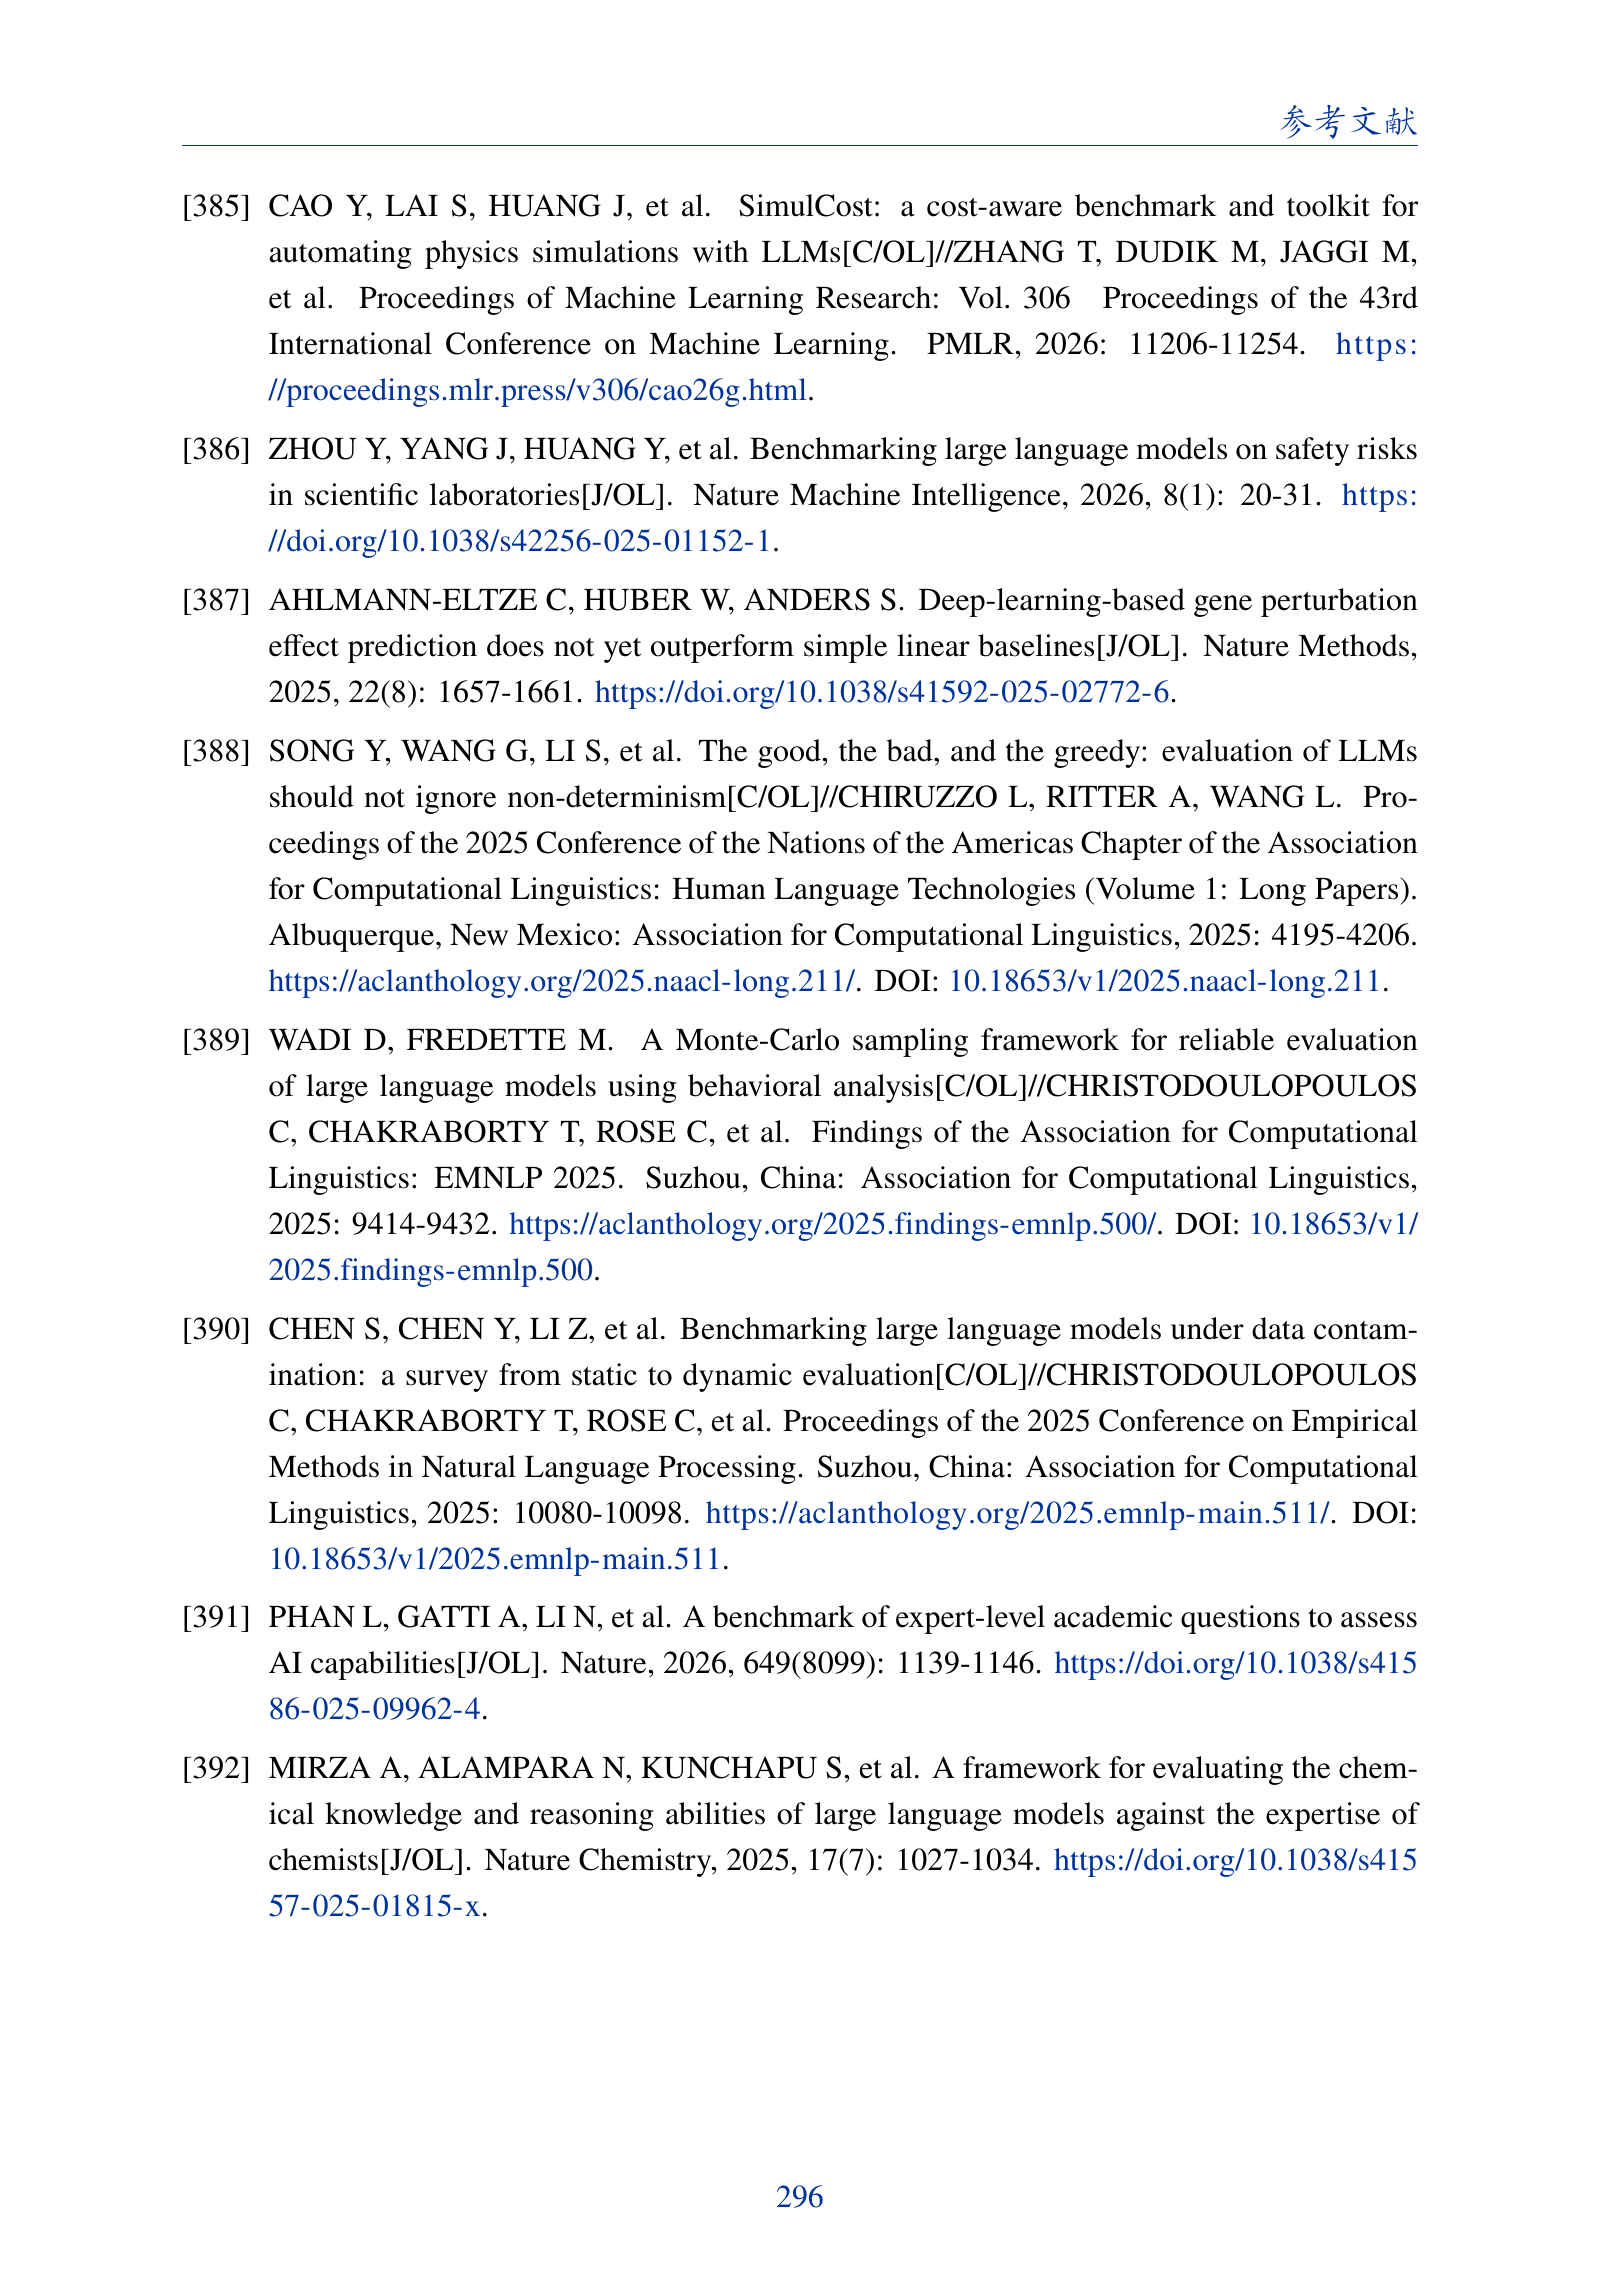 参考文献
[385] CAO Y, LAI S, HUANG J, et al. SimulCost: a cost-aware benchmark and toolkit for
automating physics simulations with LLMs[C/OL]//ZHANG T, DUDIK M, JAGGI M,
et al. Proceedings of Machine Learning Research: Vol. 306 Proceedings of the 43rd
International Conference on Machine Learning. PMLR, 2026: 11206-11254. https:
//proceedings.mlr.press/v306/cao26g.html.
[386] ZHOU Y, YANG J, HUANG Y, et al. Benchmarking large language models on safety risks
in scientific laboratories[J/OL]. Nature Machine Intelligence, 2026, 8(1): 20-31. https:
//doi.org/10.1038/s42256-025-01152-1.
[387] AHLMANN-ELTZE C, HUBER W, ANDERS S. Deep-learning-based gene perturbation
effect prediction does not yet outperform simple linear baselines[J/OL]. Nature Methods,
2025, 22(8): 1657-1661. https://doi.org/10.1038/s41592-025-02772-6.
[388] SONG Y, WANG G, LI S, et al. The good, the bad, and the greedy: evaluation of LLMs
should not ignore non-determinism[C/OL]//CHIRUZZO L, RITTER A, WANG L. Pro-
ceedings of the 2025 Conference of the Nations of the Americas Chapter of the Association
for Computational Linguistics: Human Language Technologies (Volume 1: Long Papers).
Albuquerque, New Mexico: Association for Computational Linguistics, 2025: 4195-4206.
https://aclanthology.org/2025.naacl-long.211/. DOI: 10.18653/v1/2025.naacl-long.211.
[389] WADI D, FREDETTE M. A Monte-Carlo sampling framework for reliable evaluation
of large language models using behavioral analysis[C/OL]//CHRISTODOULOPOULOS
C, CHAKRABORTY T, ROSE C, et al. Findings of the Association for Computational
Linguistics: EMNLP 2025. Suzhou, China: Association for Computational Linguistics,
2025: 9414-9432. https://aclanthology.org/2025.findings-emnlp.500/. DOI: 10.18653/v1/
2025.findings-emnlp.500.
[390] CHEN S, CHEN Y, LI Z, et al. Benchmarking large language models under data contam-
ination: a survey from static to dynamic evaluation[C/OL]//CHRISTODOULOPOULOS
C, CHAKRABORTY T, ROSE C, et al. Proceedings of the 2025 Conference on Empirical
Methods in Natural Language Processing. Suzhou, China: Association for Computational
Linguistics, 2025: 10080-10098. https://aclanthology.org/2025.emnlp-main.511/. DOI:
10.18653/v1/2025.emnlp-main.511.
[391] PHAN L, GATTI A, LI N, et al. A benchmark of expert-level academic questions to assess
AI capabilities[J/OL]. Nature, 2026, 649(8099): 1139-1146. https://doi.org/10.1038/s415
86-025-09962-4.
[392] MIRZA A, ALAMPARA N, KUNCHAPU S, et al. A framework for evaluating the chem-
ical knowledge and reasoning abilities of large language models against the expertise of
chemists[J/OL]. Nature Chemistry, 2025, 17(7): 1027-1034. https://doi.org/10.1038/s415
57-025-01815-x.
296